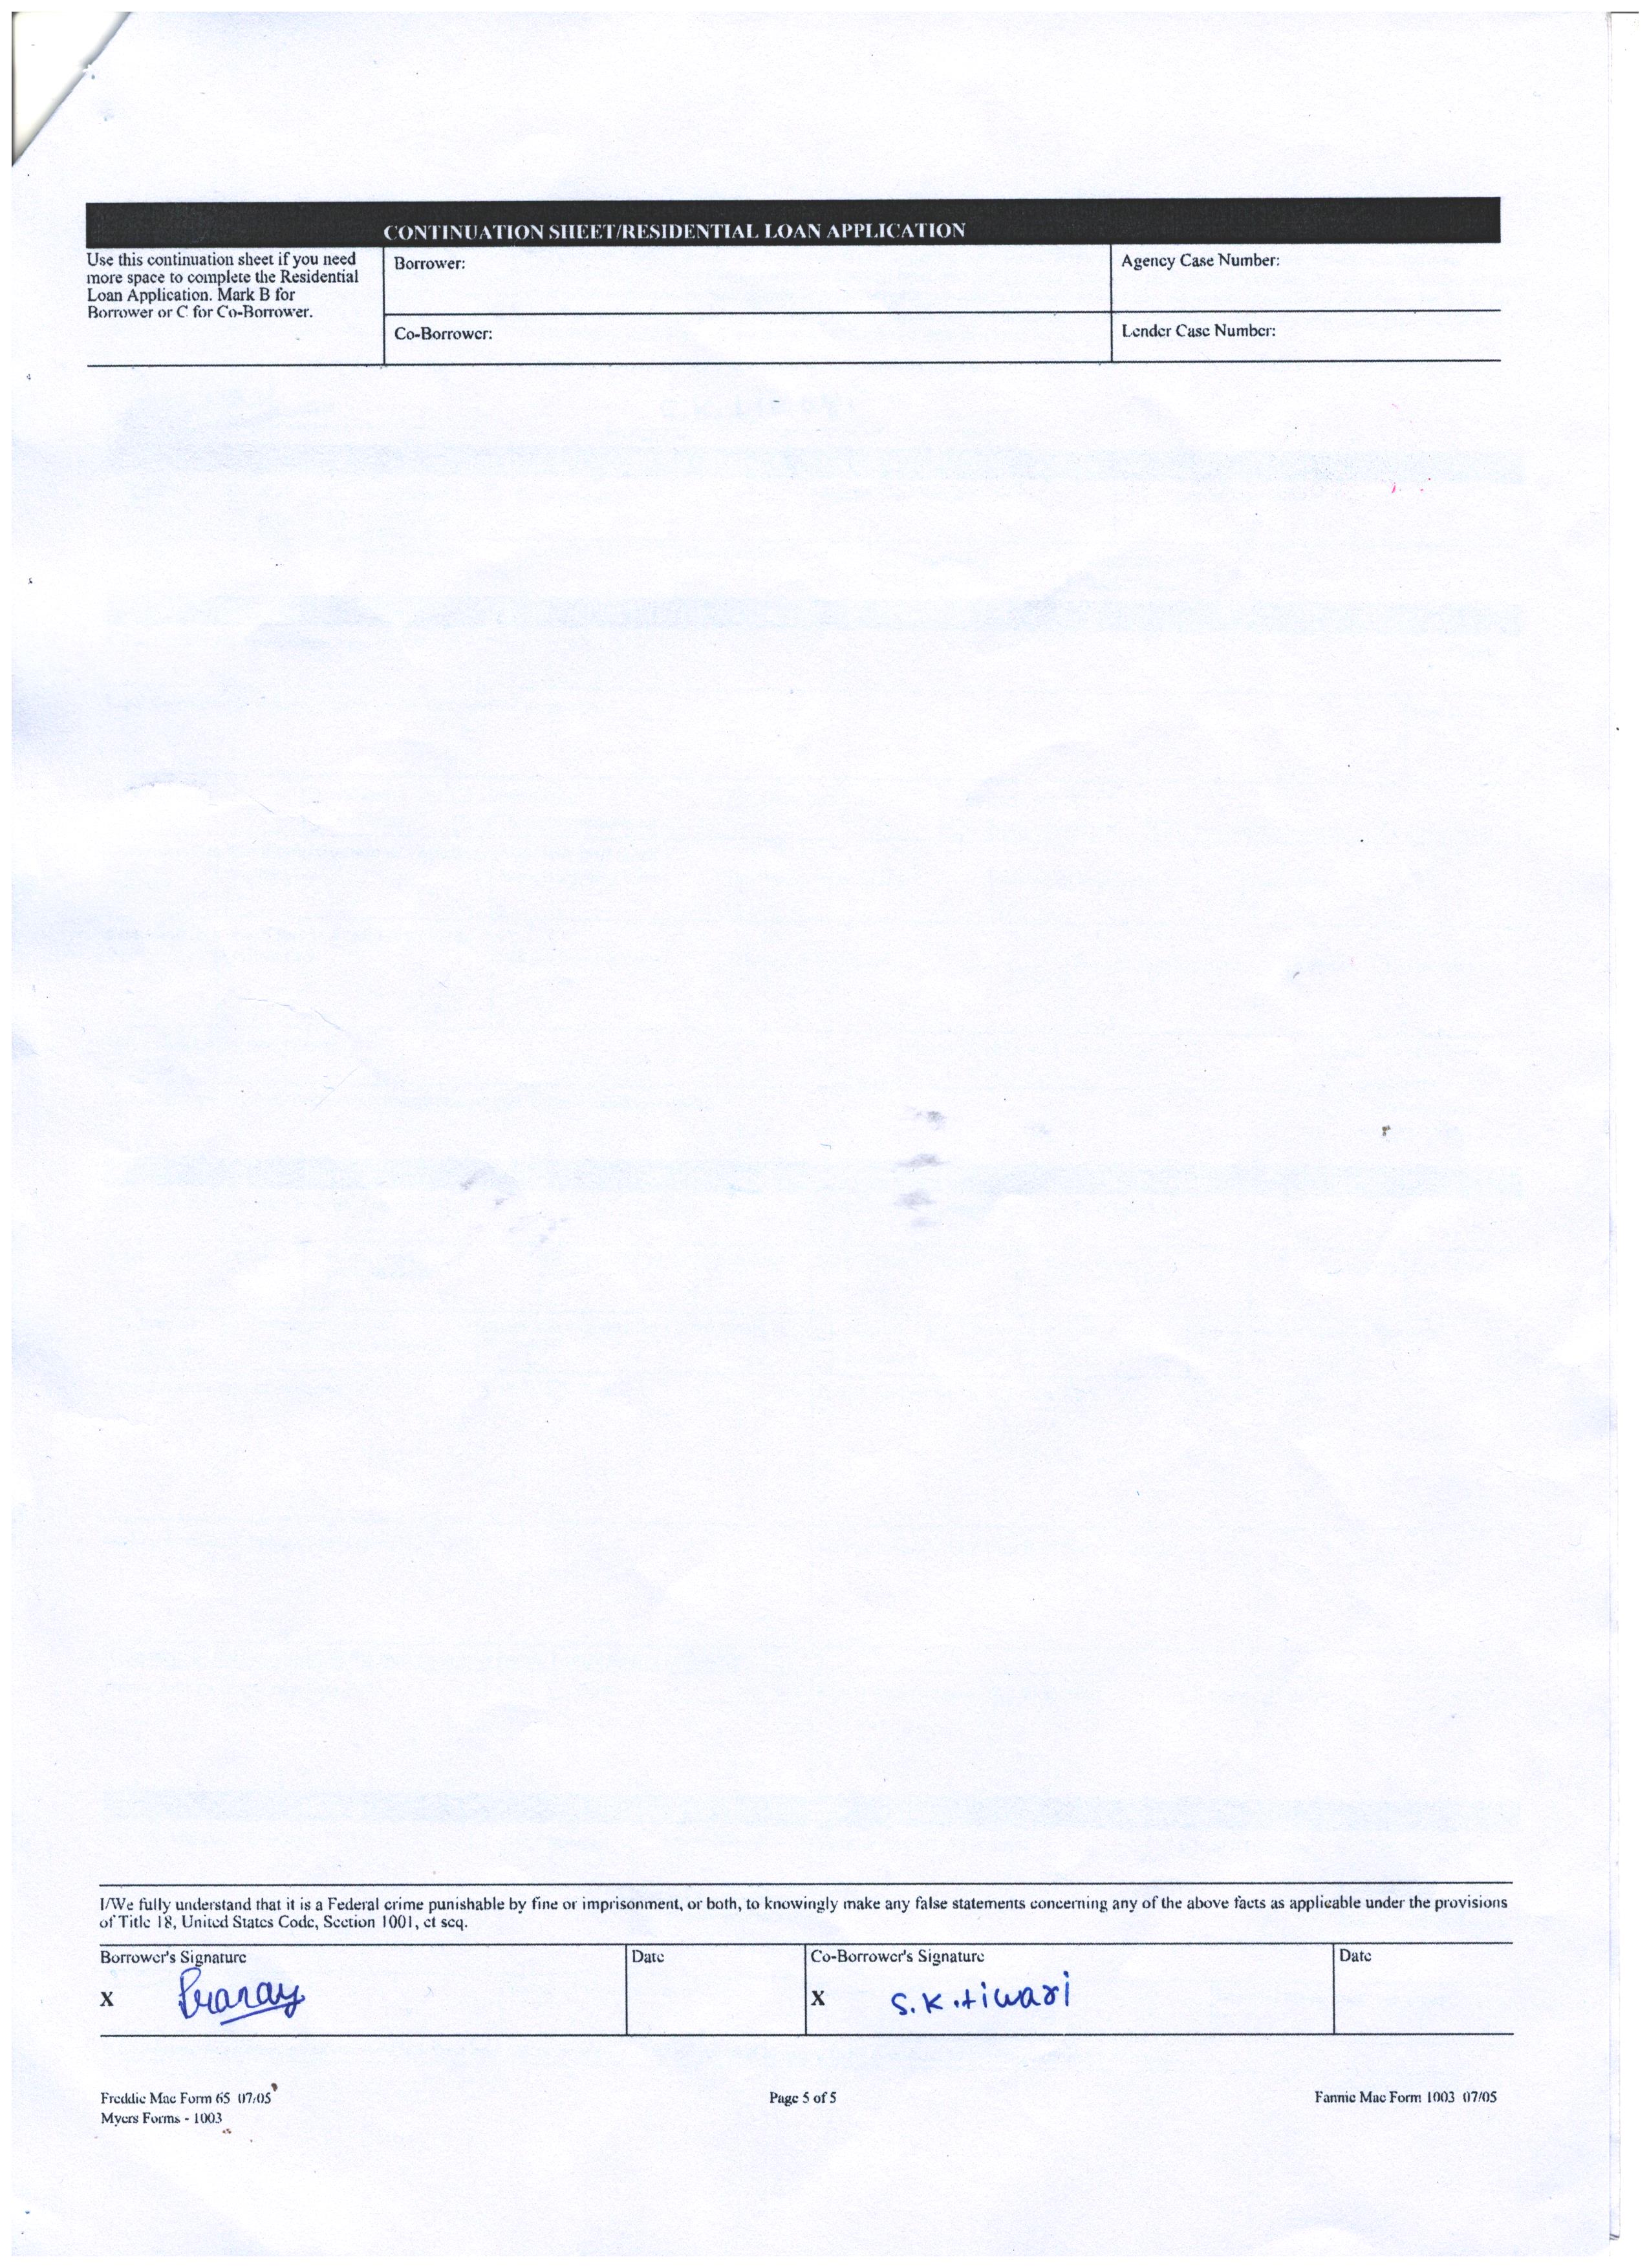 CONTINUATION SHEET/RESIDENTIAL LOAN APPLICATION
Use this continuation sheet if you need
more space to complete the Residential
Loan Application. Mark B for
Borrower or C for Co-Borrower.
Borrower:
Agency Case Number:
Co-Borrower:
Lender Case Number:
I/We fully understand that it is a Federal crime punishable by fine or imprisonment, or both, to knowingly make any false statements concerning any of the above facts as applicable under the provisions
of Title 18, United States Code, Section 1001, et seq.
Borrower's Signature
Date
Co-Borrower's Signature
Date
X Pranay
X S.K.tiwari
Freddie Mac Form 65 07/05
Page 5 of 5
Fannie Mae Form 1003 07/05
Myers Forms - 1003